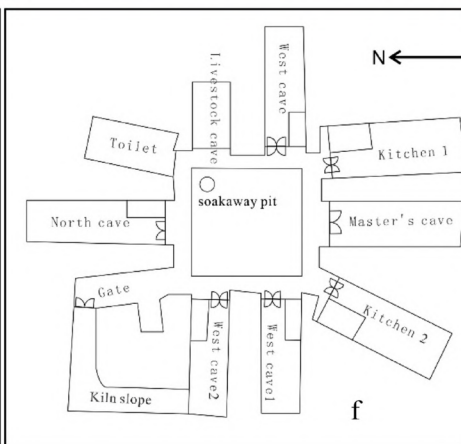 N
Livestock cave
West cave
Toilet
Kitchen 1
soakaway pit
North cave
Master's cave
Gate
Kitchen 2
West cave2
West cave1
Kiln slope
f